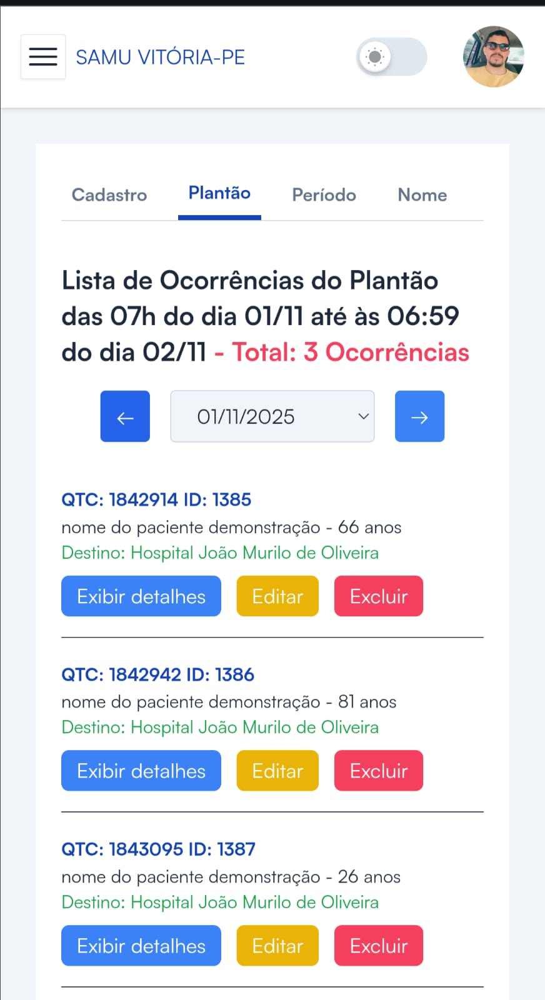 SAMU VITÓRIA-PE
Cadastro Plantão Período Nome
Lista de Ocorrências do Plantão
das 07h do dia 01/11 até às 06:59
do dia 02/11 - Total: 3 Ocorrências
← 01/11/2025 →
QTC: 1842914 ID: 1385
nome do paciente demonstração - 66 anos
Destino: Hospital João Murilo de Oliveira
Exibir detalhes Editar Excluir
QTC: 1842942 ID: 1386
nome do paciente demonstração - 81 anos
Destino: Hospital João Murilo de Oliveira
Exibir detalhes Editar Excluir
QTC: 1843095 ID: 1387
nome do paciente demonstração - 26 anos
Destino: Hospital João Murilo de Oliveira
Exibir detalhes Editar Excluir